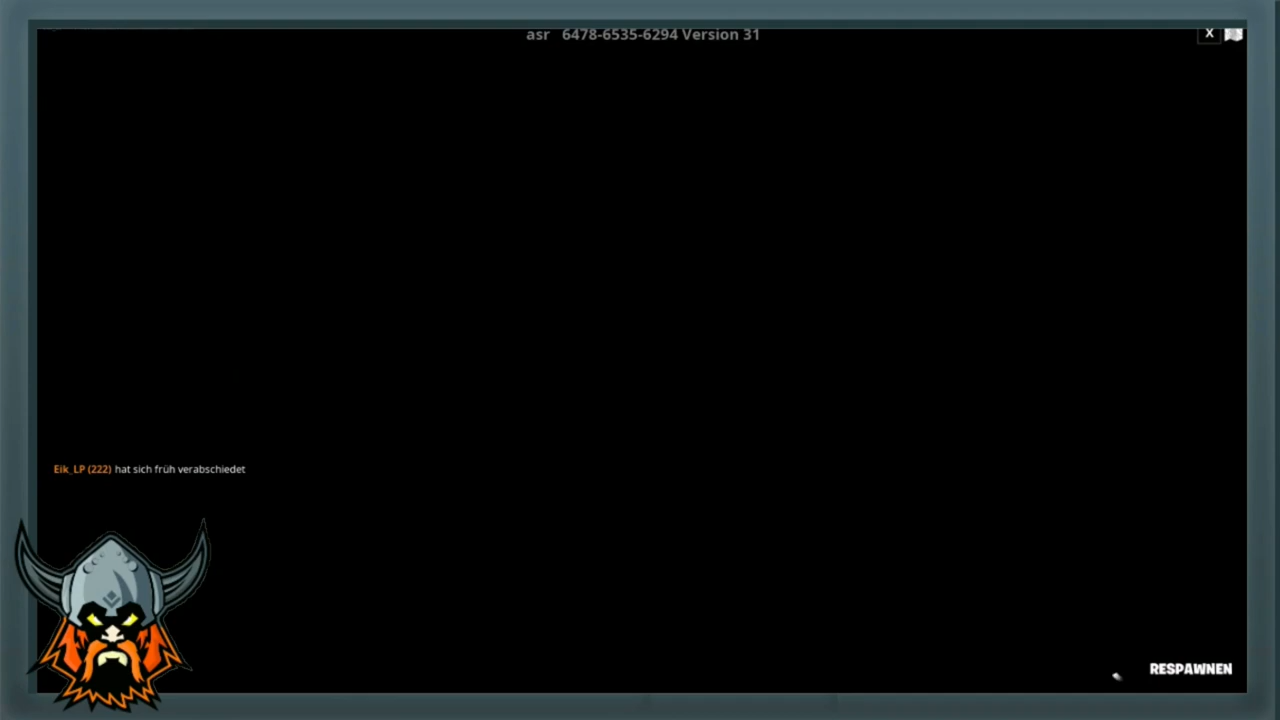 asr 6478-6535-6294 Version 31
X
Eik_LP (222) hat sich früh verabschiedet
RESPAWNEN